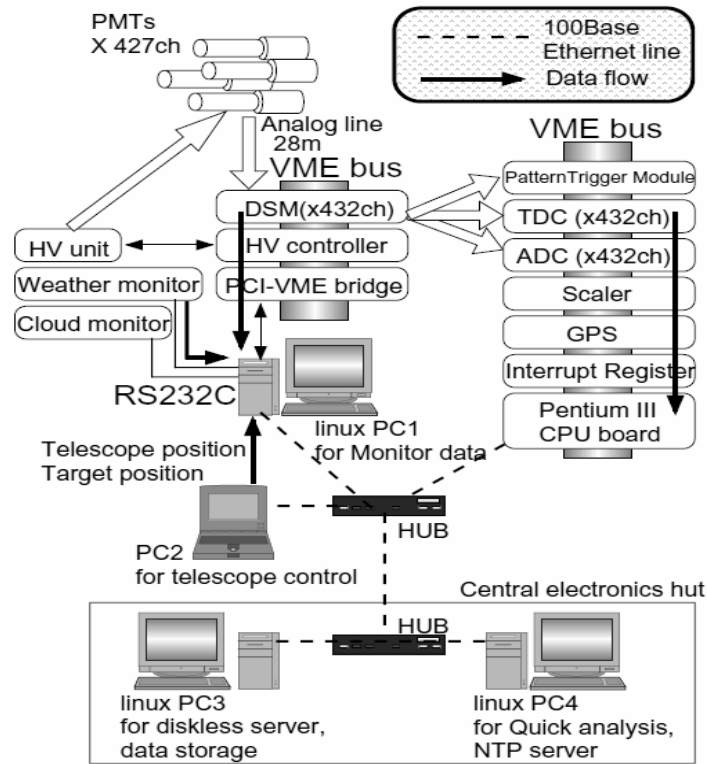 PMTs
X 427ch
100Base
Ethernet line
Data flow
Analog line
28m
VME bus
DSM(x432ch)
HV controller
PCI-VME bridge
HV unit
Weather monitor
Cloud monitor
RS232C
VME bus
PatternTrigger Module
TDC (x432ch)
ADC (x432ch)
Scaler
GPS
Interrupt Register
Pentium III
CPU board
linux PC1
for Monitor data
Telescope position
Target position
PC2
for telescope control
HUB
Central electronics hut
HUB
linux PC3
for diskless server,
data storage
linux PC4
for Quick analysis,
NTP server